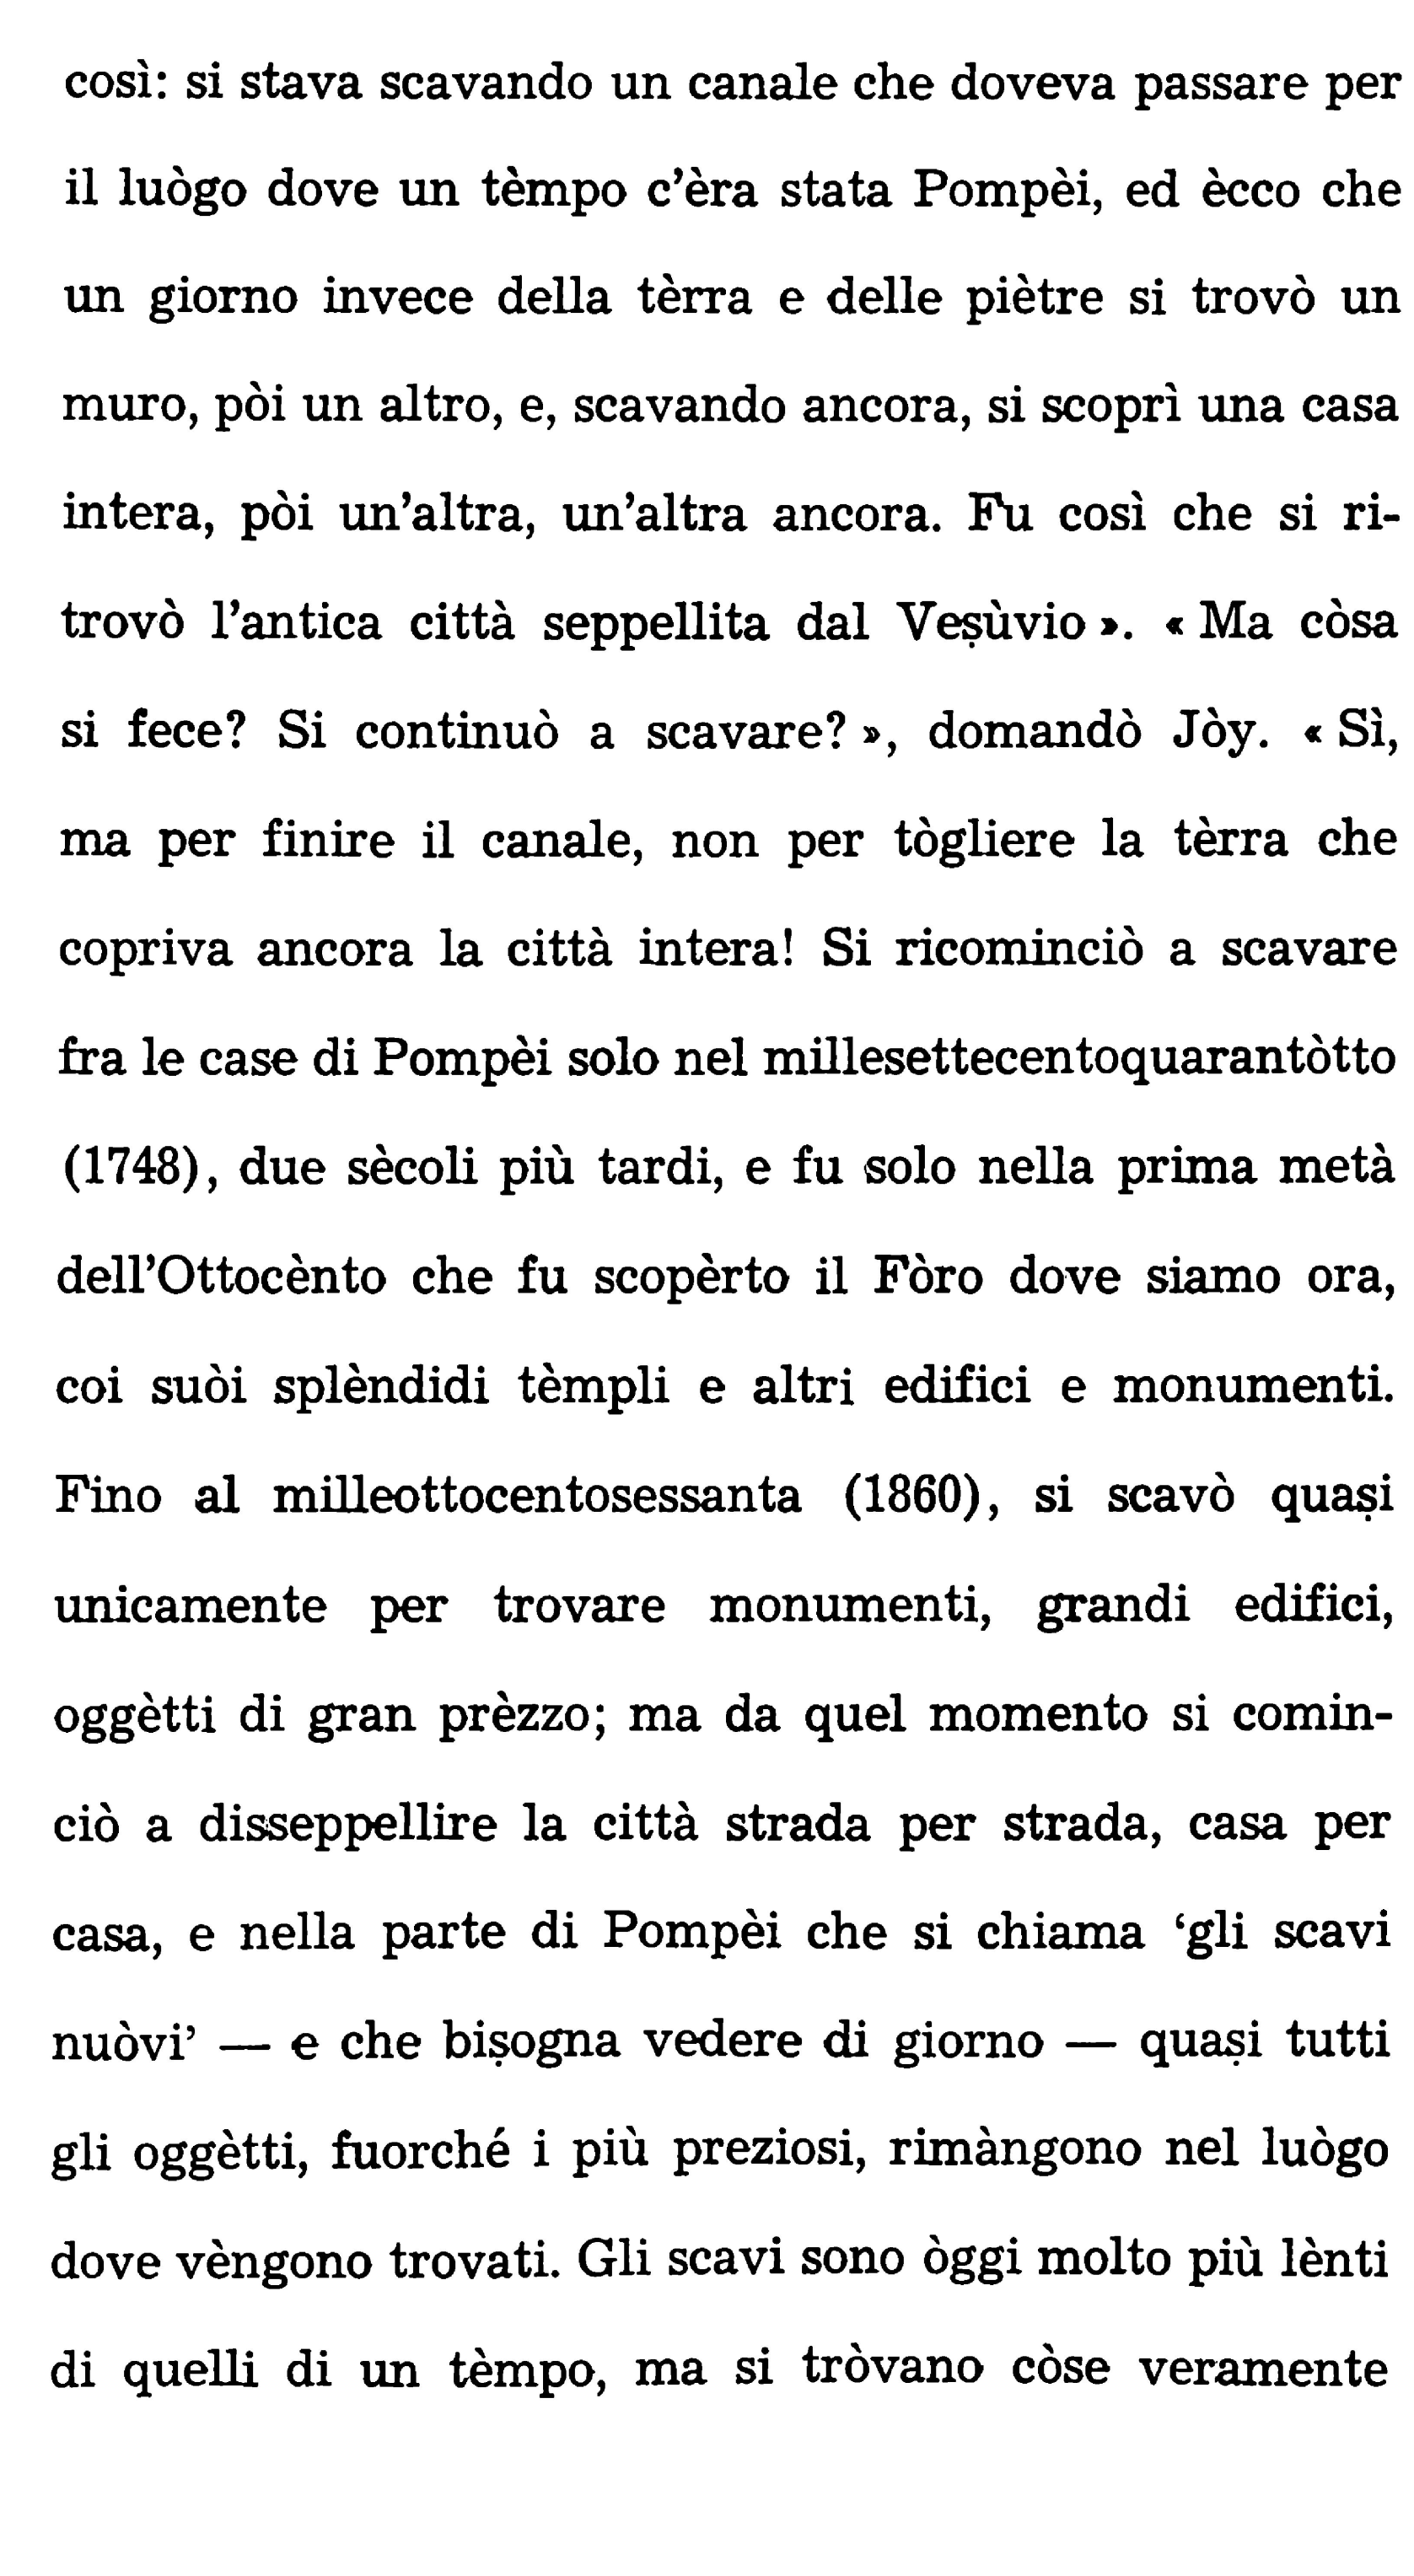 così: si stava scavando un canale che doveva passare per
il luògo dove un tèmpo c'èra stata Pompèi, ed ècco che
un giorno invece della tèrra e delle piètre si trovò un
muro, pòi un altro, e, scavando ancora, si scoprì una casa
intera, pòi un'altra, un'altra ancora. Fu così che si ri-
trovò l'antica città seppellita dal Veṣùvio ». « Ma còsa
si fece? Si continuò a scavare? », domandò Jòy. « Sì,
ma per finire il canale, non per tògliere la tèrra che
copriva ancora la città intera! Si ricominciò a scavare
fra le case di Pompèi solo nel millesettecentoquarantòtto
(1748), due sècoli più tardi, e fu solo nella prima metà
dell'Ottocènto che fu scopèrto il Fòro dove siamo ora,
coi suòi splèndidi tèmpli e altri edifici e monumenti.
Fino al milleottocentosessanta (1860), si scavò quaṣi
unicamente per trovare monumenti, grandi edifici,
oggètti di gran prèzzo; ma da quel momento si comin-
ciò a disseppellire la città strada per strada, casa per
casa, e nella parte di Pompèi che si chiama ‘gli scavi
nuòvi’ — e che biṣogna vedere di giorno — quaṣi tutti
gli oggètti, fuorché i più preziosi, rimàngono nel luògo
dove vèngono trovati. Gli scavi sono òggi molto più lènti
di quelli di un tèmpo, ma si tròvano còse veramente